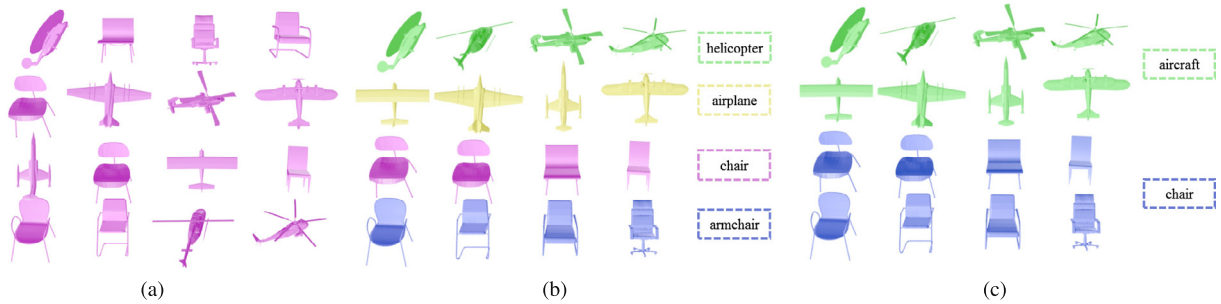 helicopter
airplane
chair
armchair
aircraft
chair
(a)
(b)
(c)